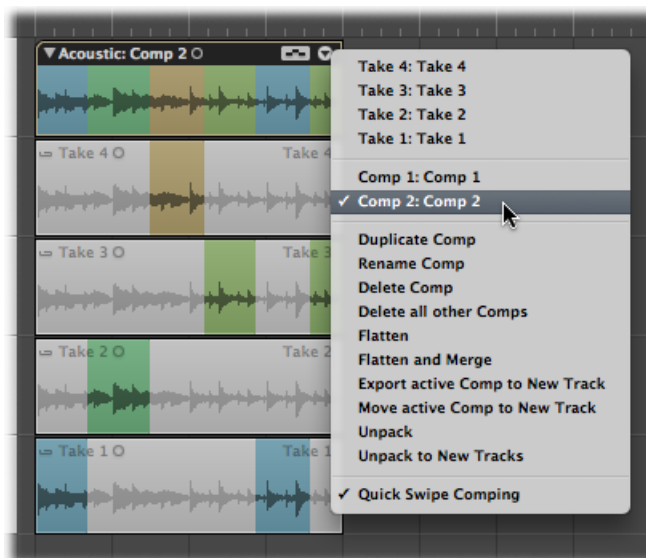 Acoustic: Comp 2
Take 4 Take 4
Take 3 Take 3
Take 2 Take 2
Take 1 Take 1
Take 4: Take 4
Take 3: Take 3
Take 2: Take 2
Take 1: Take 1
Comp 1: Comp 1
✓ Comp 2: Comp 2
Duplicate Comp
Rename Comp
Delete Comp
Delete all other Comps
Flatten
Flatten and Merge
Export active Comp to New Track
Move active Comp to New Track
Unpack
Unpack to New Tracks
✓ Quick Swipe Comping